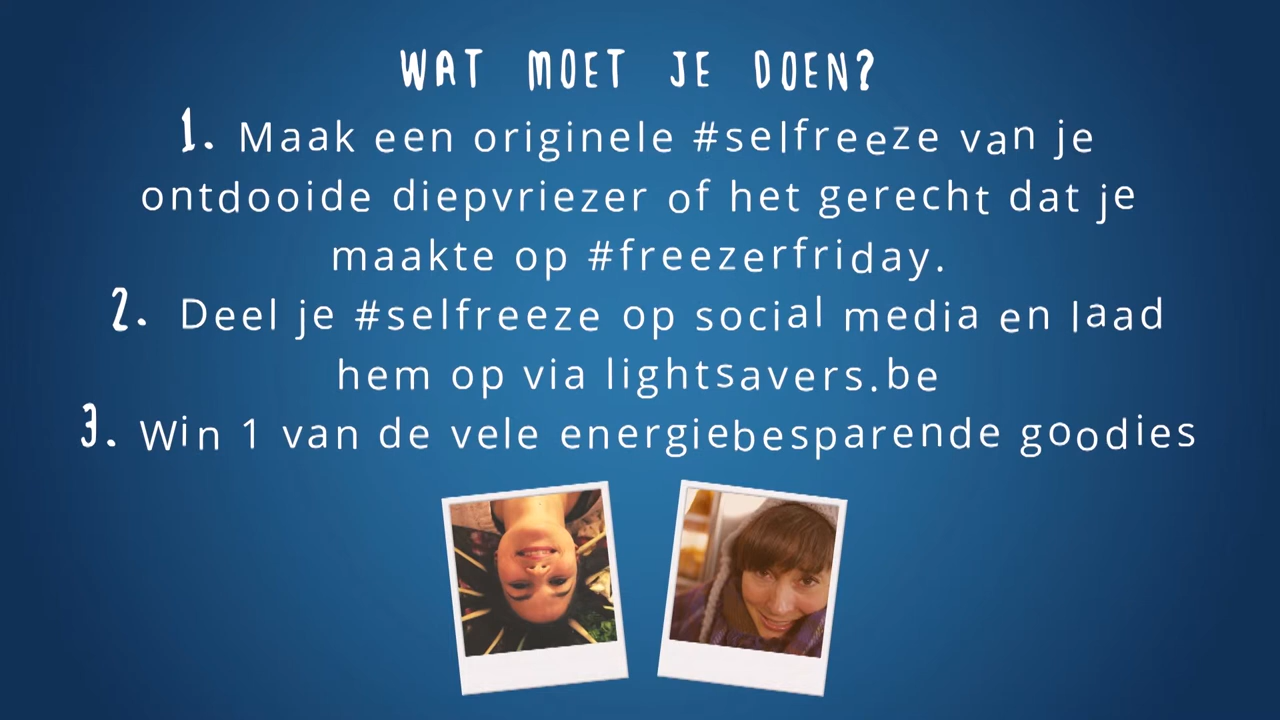 WAT MOET JE DOEN?
1. Maak een originele #selfreeze van je
ontdooide diepvriezer of het gerecht dat je
maakte op #freezerfriday.
2. Deel je #selfreeze op social media en laad
hem op via lightsavers.be
3. Win 1 van de vele energiebesparende goodies